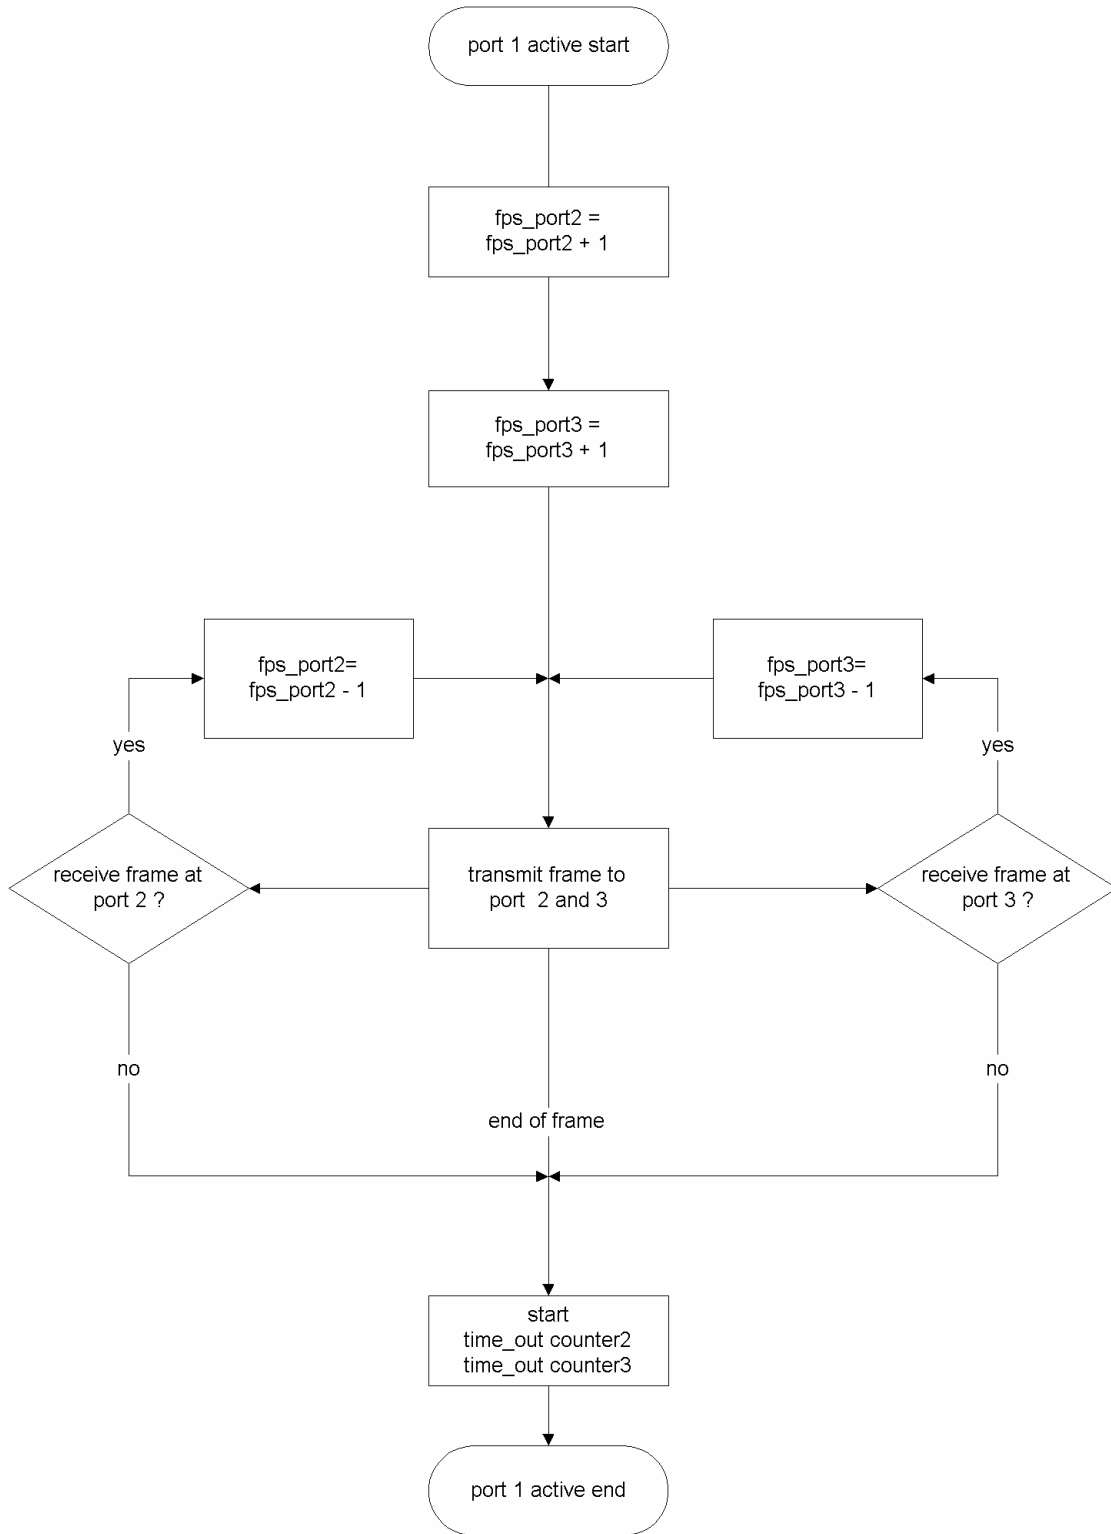 port 1 active start
fps_port2 =
fps_port2 + 1
fps_port3 =
fps_port3 + 1
fps_port2=
fps_port2 - 1
fps_port3=
fps_port3 - 1
yes
yes
receive frame at
port 2 ?
transmit frame to
port  2 and 3
receive frame at
port 3 ?
no
no
end of frame
start
time_out counter2
time_out counter3
port 1 active end